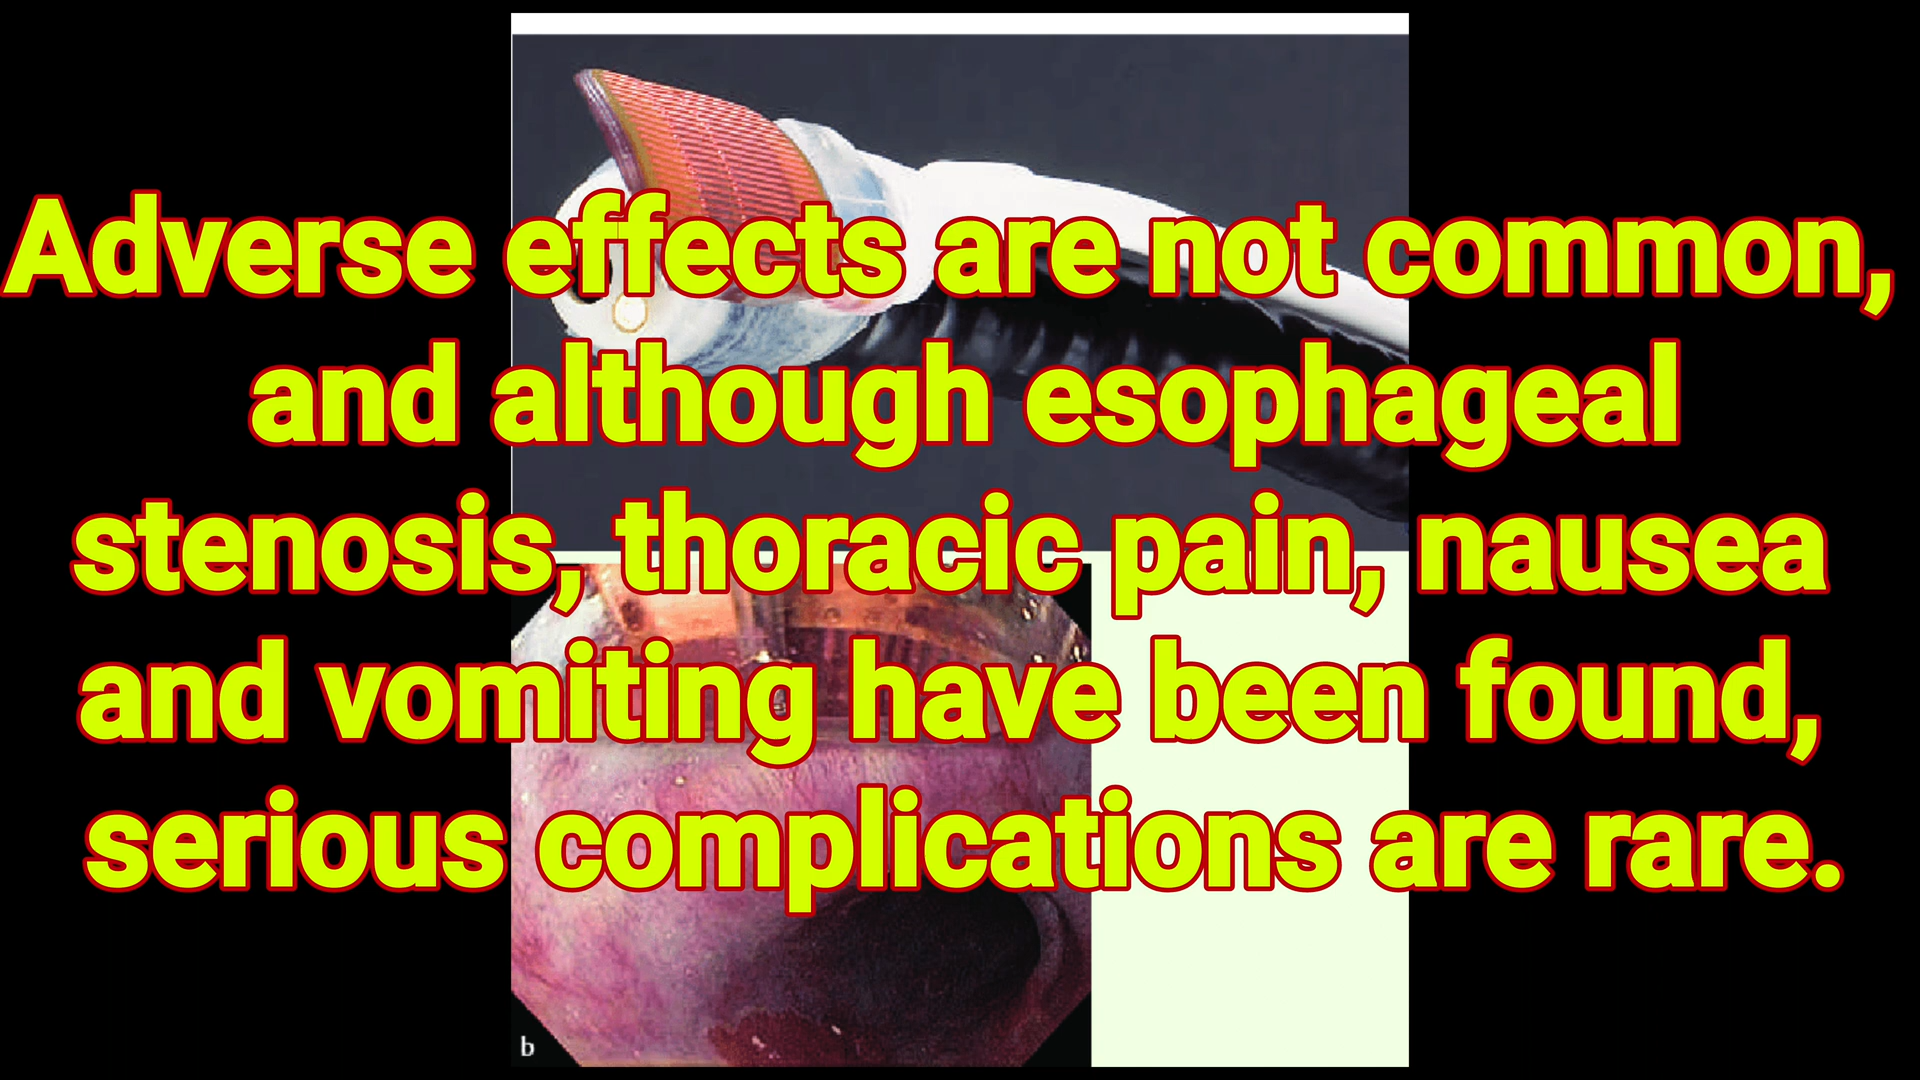 Adverse effects are not common,
and although esophageal
stenosis, thoracic pain, nausea
and vomiting have been found,
serious complications are rare.
b